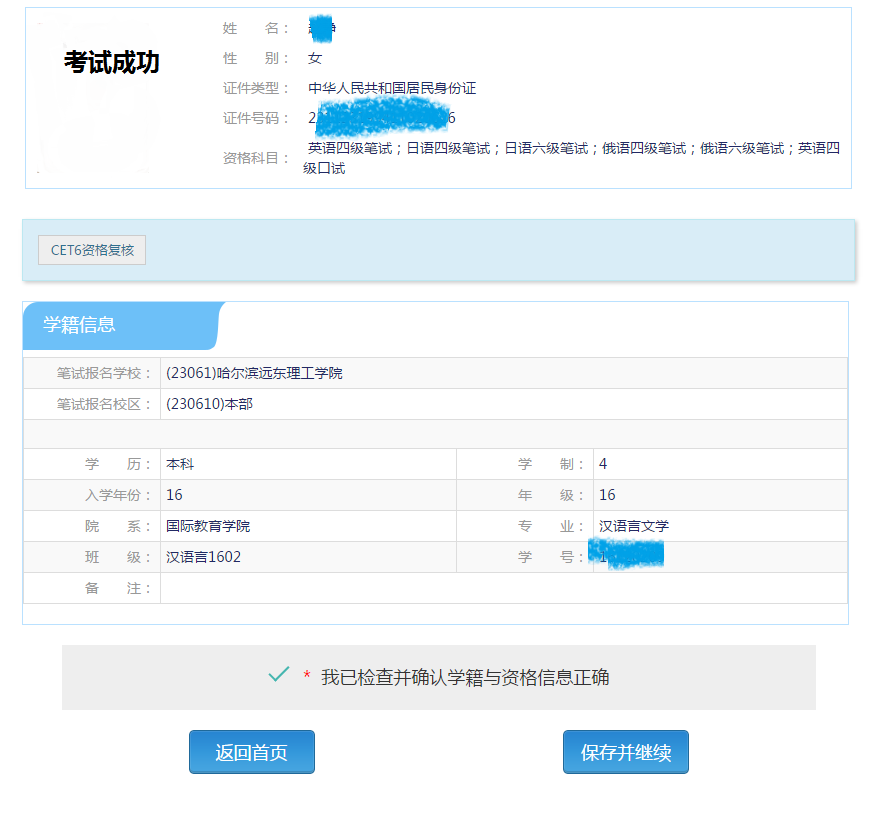 考试成功
姓 名：
性 别： 女
证件类型： 中华人民共和国居民身份证
证件号码： 2 6
资格科目： 英语四级笔试；日语四级笔试；日语六级笔试；俄语四级笔试；俄语六级笔试；英语四
级口试
CET6资格复核
学籍信息
笔试报名学校： (23061)哈尔滨远东理工学院
笔试报名校区： (230610)本部
学 历： 本科 学 制： 4
入学年份： 16 年 级： 16
院 系： 国际教育学院 专 业： 汉语言文学
班 级： 汉语言1602 学 号： 1
备 注：
* 我已检查并确认学籍与资格信息正确
返回首页 保存并继续